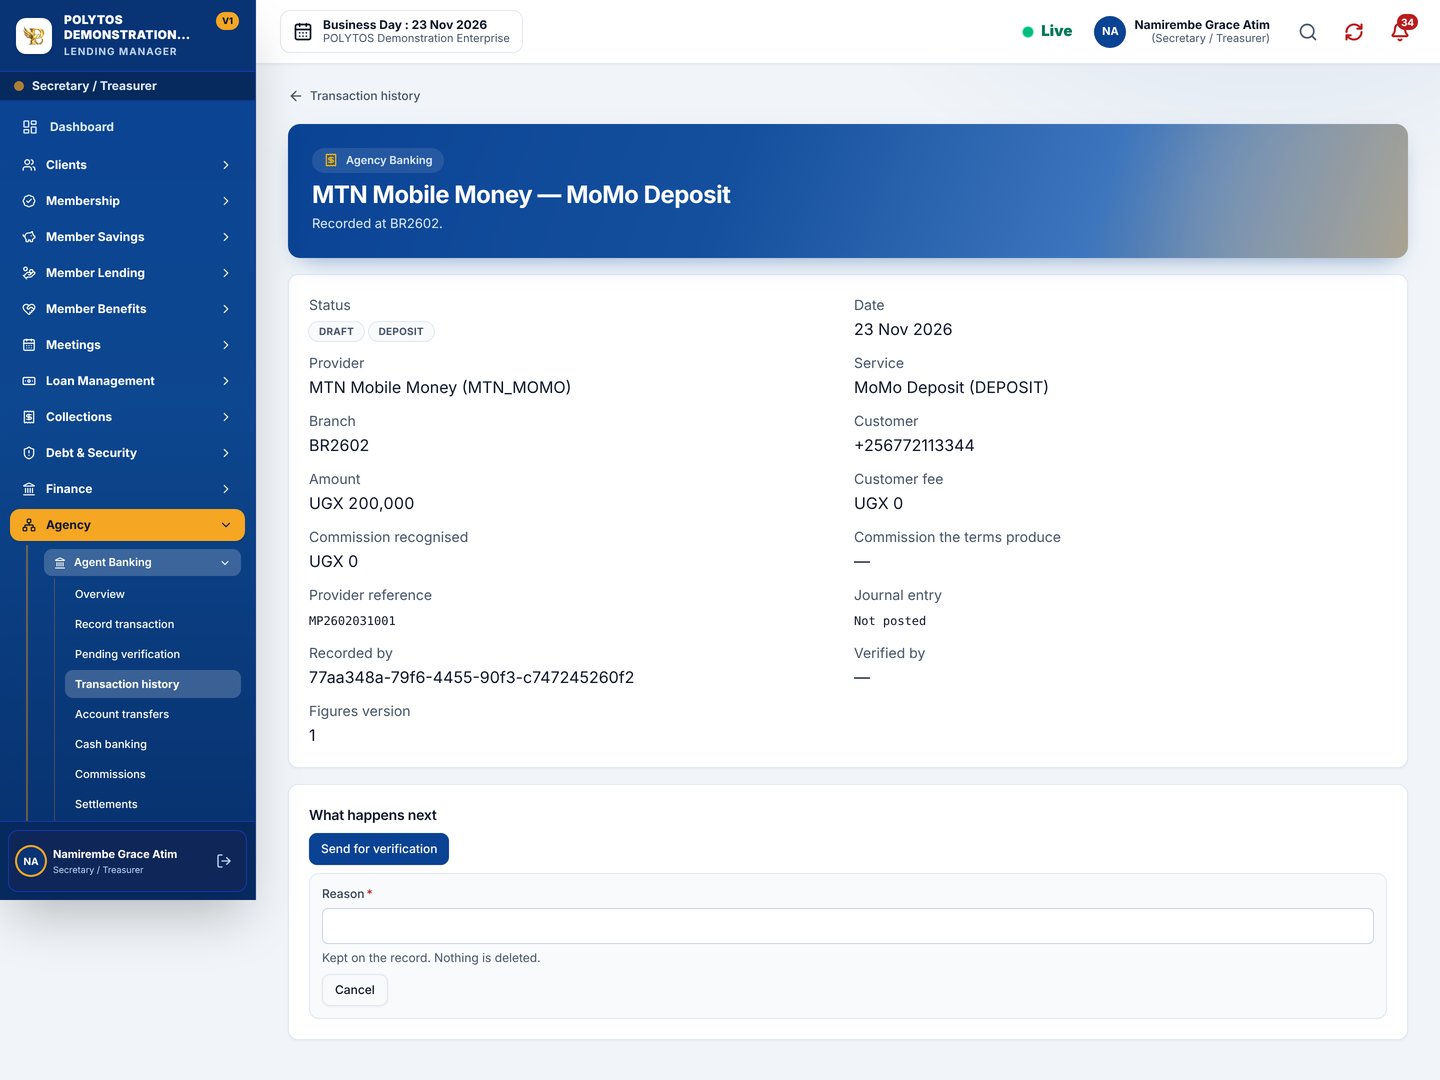 POLYTOS
DEMONSTRATION...
LENDING MANAGER
V1
Secretary / Treasurer
Dashboard
Clients
Membership
Member Savings
Member Lending
Member Benefits
Meetings
Loan Management
Collections
Debt & Security
Finance
Agency
Agent Banking
Overview
Record transaction
Pending verification
Transaction history
Account transfers
Cash banking
Commissions
Settlements
NA
Namirembe Grace Atim
Secretary / Treasurer
Business Day : 23 Nov 2026
POLYTOS Demonstration Enterprise
Live
NA
Namirembe Grace Atim
(Secretary / Treasurer)
34
Transaction history
Agency Banking
MTN Mobile Money — MoMo Deposit
Recorded at BR2602.
Status
DRAFT DEPOSIT
Date
23 Nov 2026
Provider
MTN Mobile Money (MTN_MOMO)
Service
MoMo Deposit (DEPOSIT)
Branch
BR2602
Customer
+256772113344
Amount
UGX 200,000
Customer fee
UGX 0
Commission recognised
UGX 0
Commission the terms produce
—
Provider reference
MP2602031001
Journal entry
Not posted
Recorded by
77aa348a-79f6-4455-90f3-c747245260f2
Verified by
—
Figures version
1
What happens next
Send for verification
Reason *
Kept on the record. Nothing is deleted.
Cancel